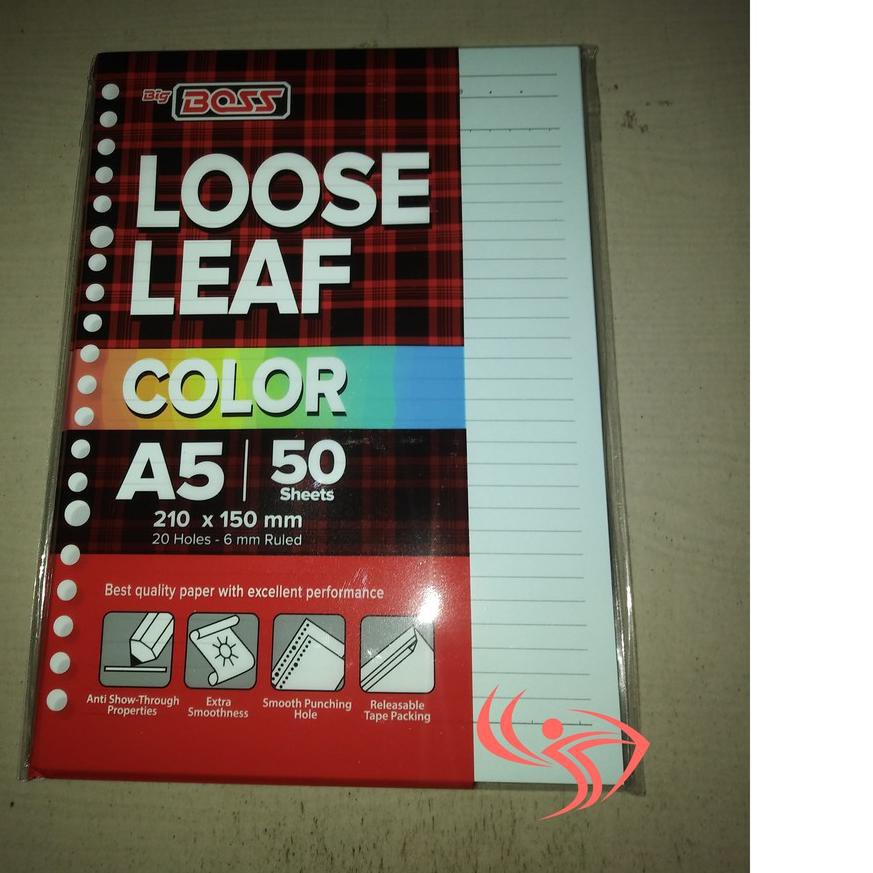 Big BOSS
LOOSE
LEAF
COLOR
A5 | 50
Sheets
210 x 150 mm
20 Holes - 6 mm Ruled
Best quality paper with excellent performance
Anti Show-Through
Properties
Extra
Smoothness
Smooth Punching
Hole
Releasable
Tape Packing